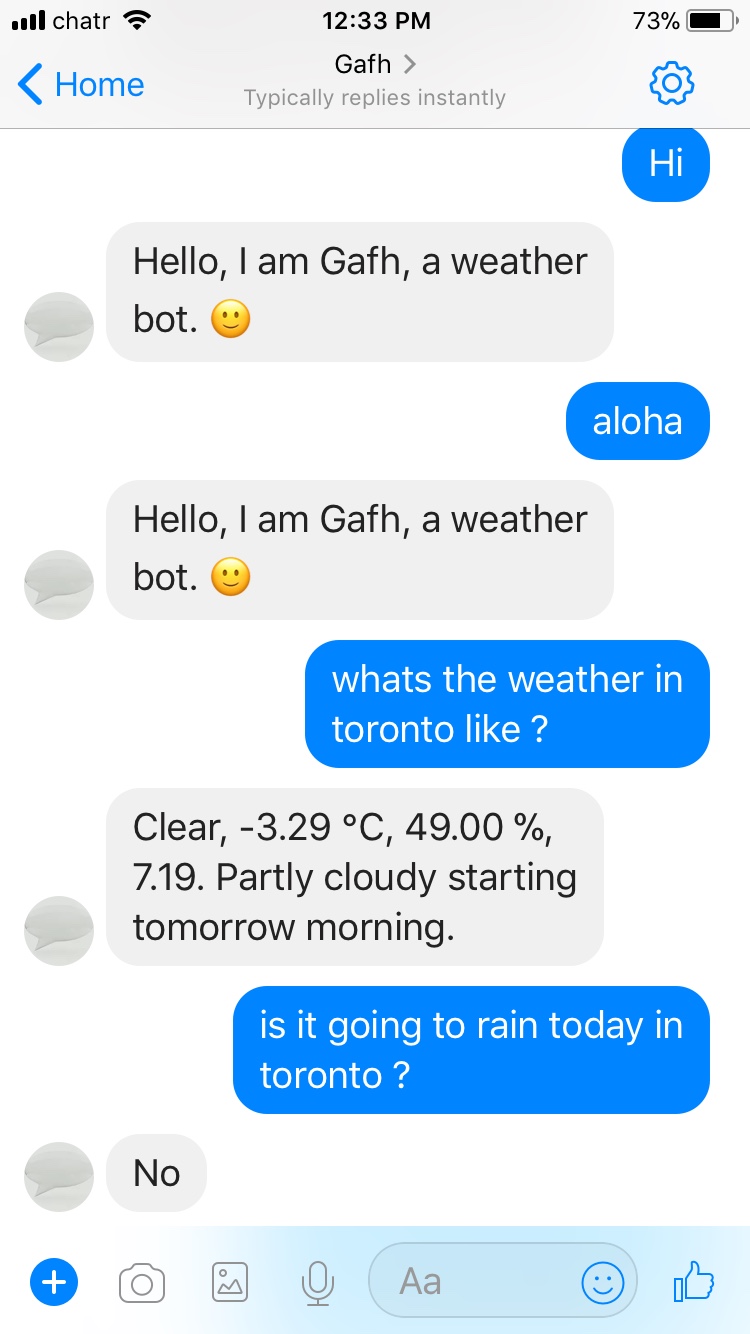 chatr 12:33 PM 73%
Home Gafh
Typically replies instantly
Hi
Hello, I am Gafh, a weather
bot. 🙂
aloha
Hello, I am Gafh, a weather
bot. 🙂
whats the weather in
toronto like ?
Clear, -3.29 °C, 49.00 %,
7.19. Partly cloudy starting
tomorrow morning.
is it going to rain today in
toronto ?
No
Aa